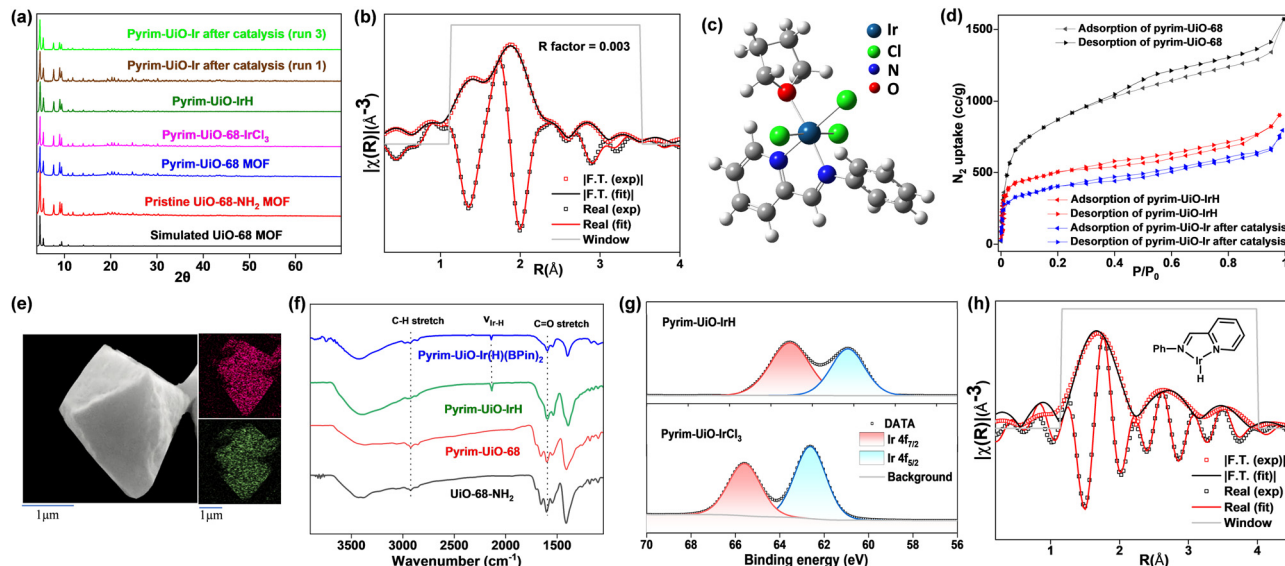 (a)
Pyrim-UiO-Ir after catalysis (run 3)
Pyrim-UiO-Ir after catalysis (run 1)
Pyrim-UiO-IrH
Pyrim-UiO-68-IrCl3
Pyrim-UiO-68 MOF
Pristine UiO-68-NH2 MOF
Simulated UiO-68 MOF
10 20 30 40 50 60
2θ
(b)
R factor = 0.003
|χ(R)|(Å^-3)
|F.T. (exp)|
|F.T. (fit)|
Real (exp)
Real (fit)
Window
1 2 3 4
R(Å)
(c)
Ir
Cl
N
O
(d)
N2 uptake (cc/g)
1500
1000
500
0
Adsorption of pyrim-UiO-68
Desorption of pyrim-UiO-68
Adsorption of pyrim-UiO-IrH
Desorption of pyrim-UiO-IrH
Adsorption of pyrim-UiO-Ir after catalysis
Desorption of pyrim-UiO-Ir after catalysis
0 0.2 0.4 0.6 0.8 1
P/P0
(e)
1μm
1μm
(f)
C-H stretch
νIr-H
C=O stretch
Pyrim-UiO-Ir(H)(BPin)2
Pyrim-UiO-IrH
Pyrim-UiO-68
UiO-68-NH2
3900 2900 1900
Wavenumber (cm-1)
(g)
Pyrim-UiO-IrH
Pyrim-UiO-IrCl3
DATA
Ir 4f7/2
Ir 4f5/2
Background
70 68 66 64 62 60 58 56
Binding energy (eV)
(h)
|χ(R)|(Å^-3)
N
Ph
N
Ir
H
|F.T. (exp)|
|F.T. (fit)|
Real (exp)
Real (fit)
Window
1 2 3 4
R(Å)